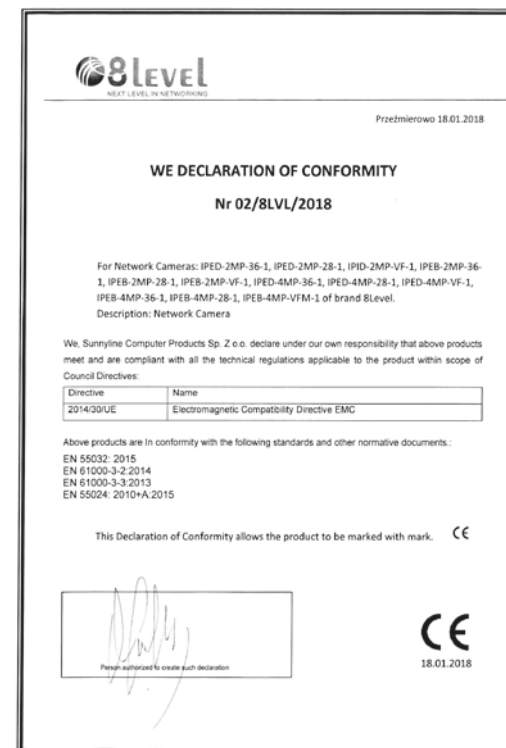 8LEVEL
NEXT LEVEL IN NETWORKING
Przeźmierowo 18.01.2018
WE DECLARATION OF CONFORMITY
Nr 02/8LVL/2018
For Network Cameras: IPED-2MP-36-1, IPED-2MP-28-1, IPID-2MP-VF-1, IPEB-2MP-36-
1, IPEB-2MP-28-1, IPEB-2MP-VF-1, IPED-4MP-36-1, IPED-4MP-28-1, IPED-4MP-VF-1,
IPEB-4MP-36-1, IPEB-4MP-28-1, IPEB-4MP-VFM-1 of brand 8Level.
Description: Network Camera
We, Sunnyline Computer Products Sp. Z o.o. declare under our own responsibility that above products
meet and are compliant with all the technical regulations applicable to the product within scope of
Council Directives:
Directive Name
2014/30/UE Electromagnetic Compatibility Directive EMC
Above products are In conformity with the following standards and other normative documents.:
EN 55032: 2015
EN 61000-3-2:2014
EN 61000-3-3:2013
EN 55024: 2010+A:2015
This Declaration of Conformity allows the product to be marked with mark. CE
Person authorized to create such declaration
CE
18.01.2018